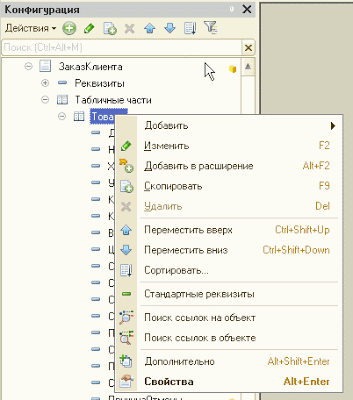 Конфигурация
Действия
Поиск (Ctrl+Alt+M)
ЗаказКлиента
Реквизиты
Табличные части
Добавить
Изменить F2
Добавить в расширение Alt+F2
Скопировать F9
Удалить Del
Переместить вверх Ctrl+Shift+Up
Переместить вниз Ctrl+Shift+Down
Сортировать...
Стандартные реквизиты
Поиск ссылок на объект
Поиск ссылок в объекте
Дополнительно Alt+Shift+Enter
Свойства Alt+Enter